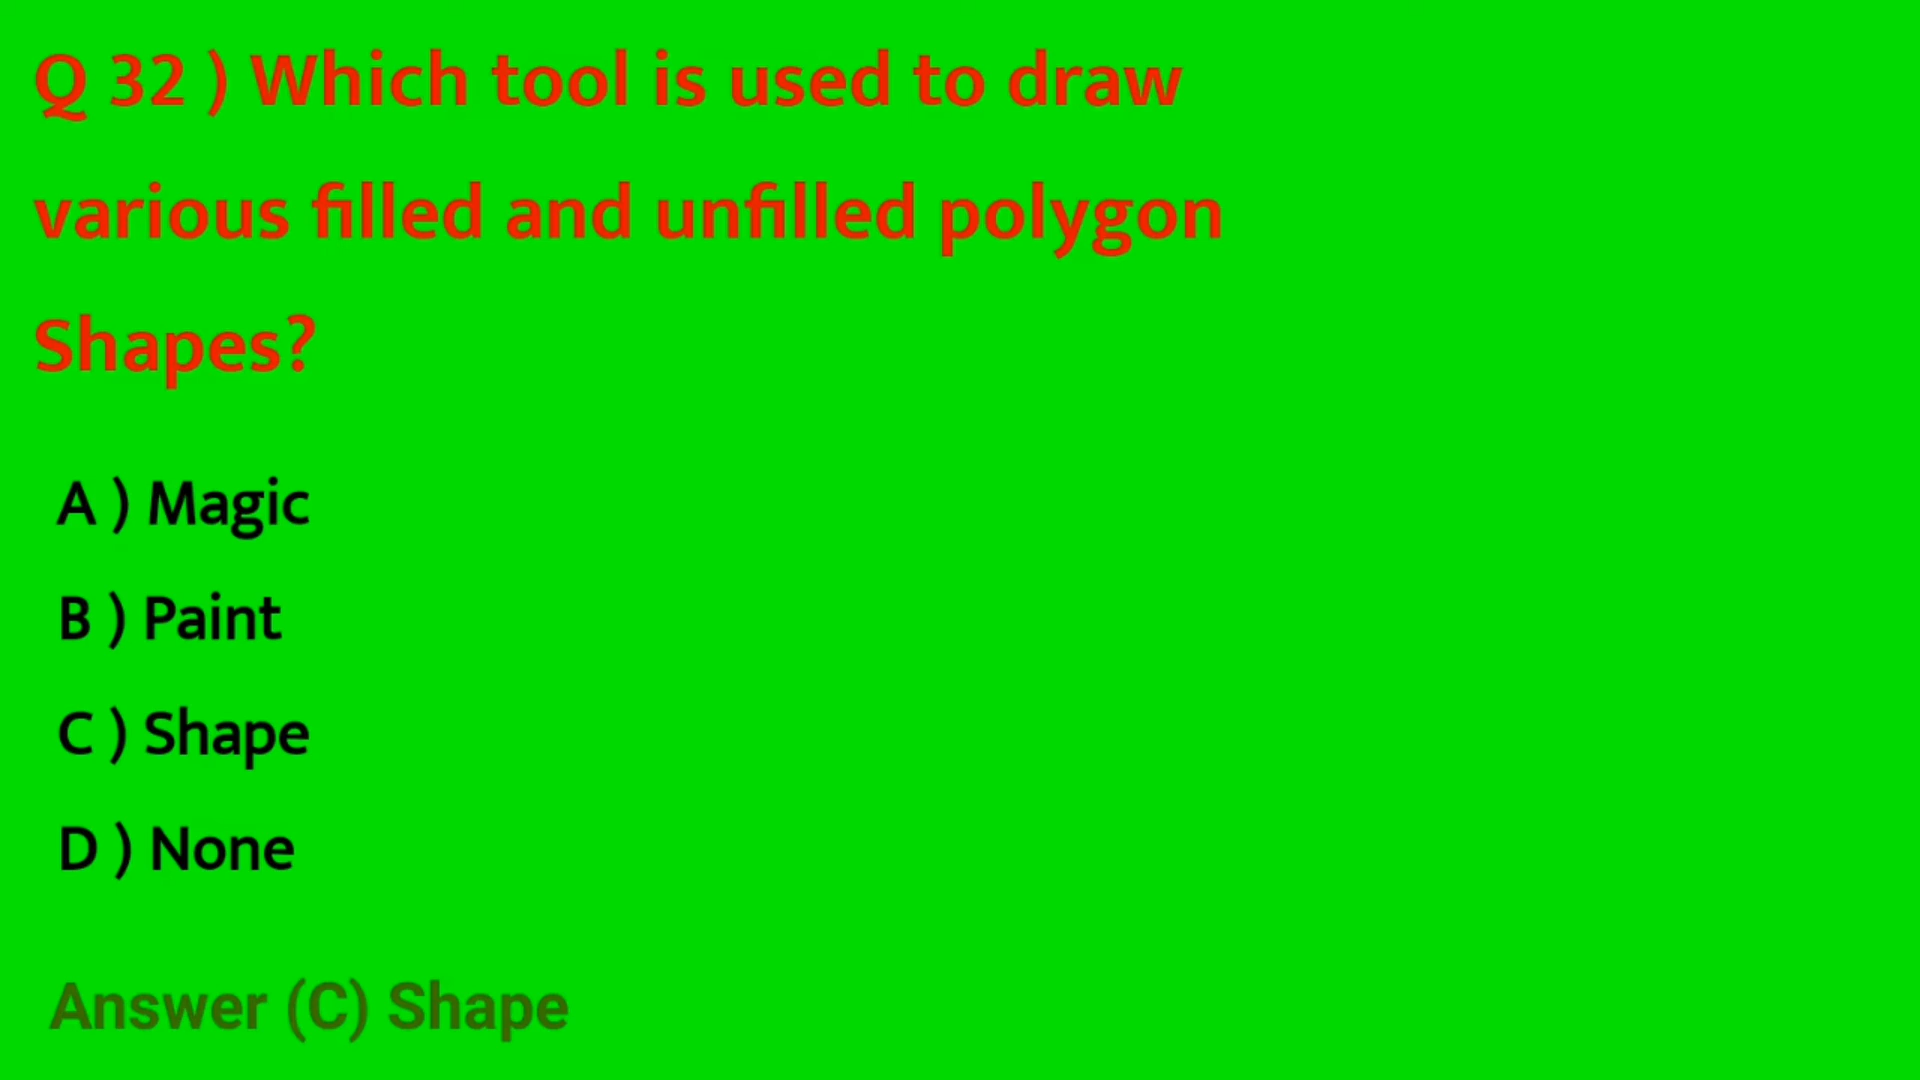 Q 32 ) Which tool is used to draw
various filled and unfilled polygon
Shapes?
A ) Magic
B ) Paint
C ) Shape
D ) None
Answer (C) Shape